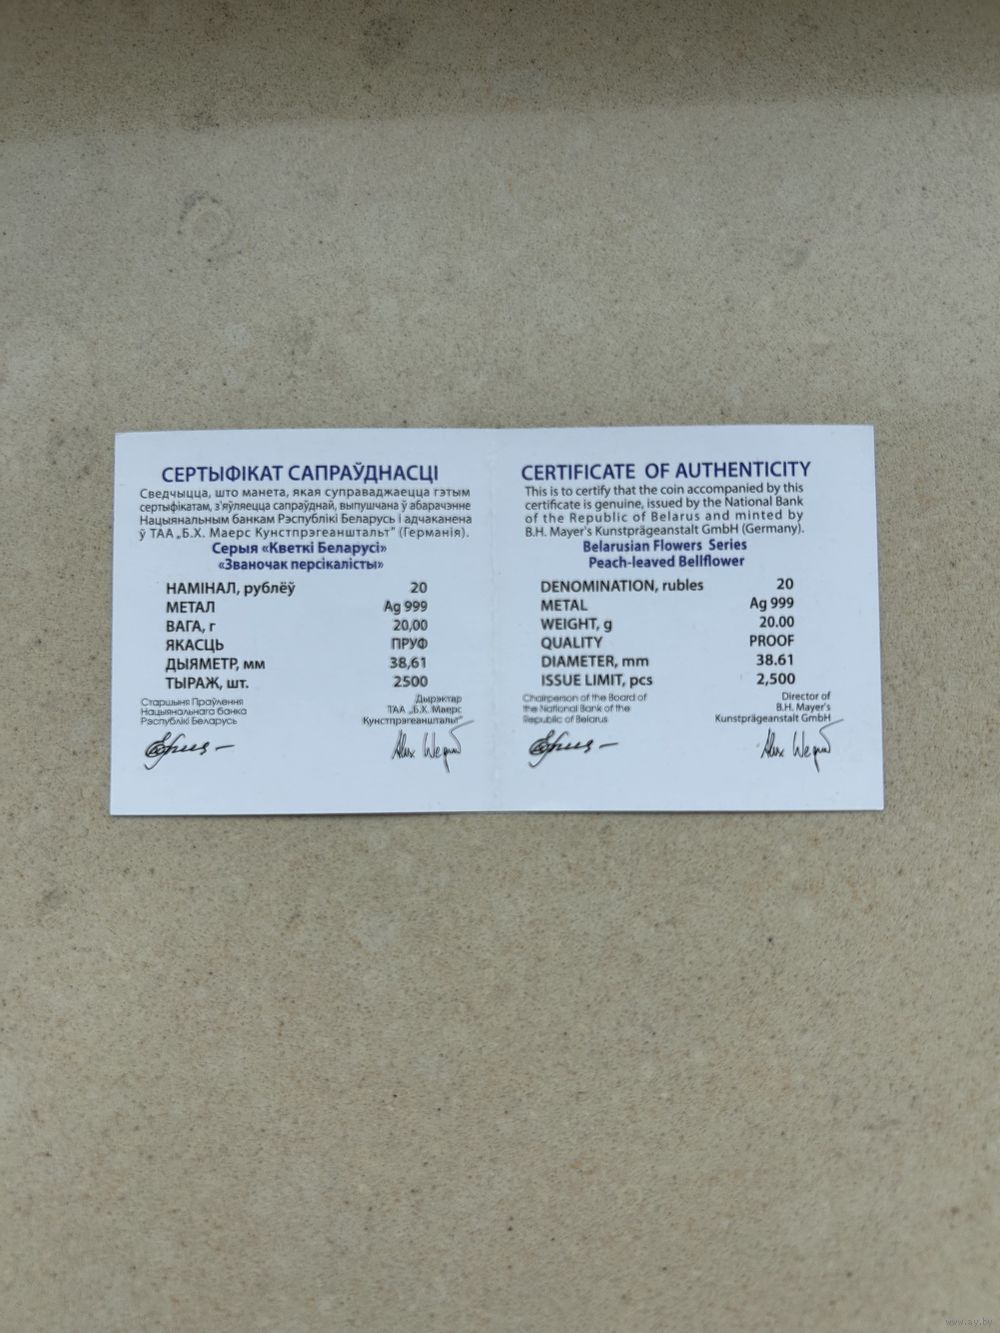 СЕРТЫФІКАТ САПРАЎДНАСЦІ
Сведчыцца, што манета, якая суправаджаецца гэтым
сертыфікатам, з'яўляецца сапраўднай, выпушчана ў абарачэнне
Нацыянальным банкам Рэспублікі Беларусь і адчаканена
ў ТАА „Б.Х. Маерс Кунстпрэгеанштальт" (Германія).
Серыя «Кветкі Беларусі»
«Званочак персікалісты»
НАМІНАЛ, рублёў 20
МЕТАЛ Ag 999
ВАГА, г 20,00
ЯКАСЦЬ ПРУФ
ДЫЯМЕТР, мм 38,61
ТЫРАЖ, шт. 2500
Старшыня Праўлення
Нацыянальнага банка
Рэспублікі Беларусь
Дырэктар
ТАА „Б.Х. Маерс
Кунстпрэгеаншталыт"
CERTIFICATE OF AUTHENTICITY
This is to certify that the coin accompanied by this
certificate is genuine, issued by the National Bank
of the Republic of Belarus and minted by
B.H. Mayer's Kunstprägeanstalt GmbH (Germany).
Belarusian Flowers Series
Peach-leaved Bellflower
DENOMINATION, rubles 20
METAL Ag 999
WEIGHT, g 20.00
QUALITY PROOF
DIAMETER, mm 38.61
ISSUE LIMIT, pcs 2,500
Chairperson of the Board of
the National Bank of the
Republic of Belarus
Director of
B.H. Mayer's
Kunstprägeanstalt GmbH
www.ay.by